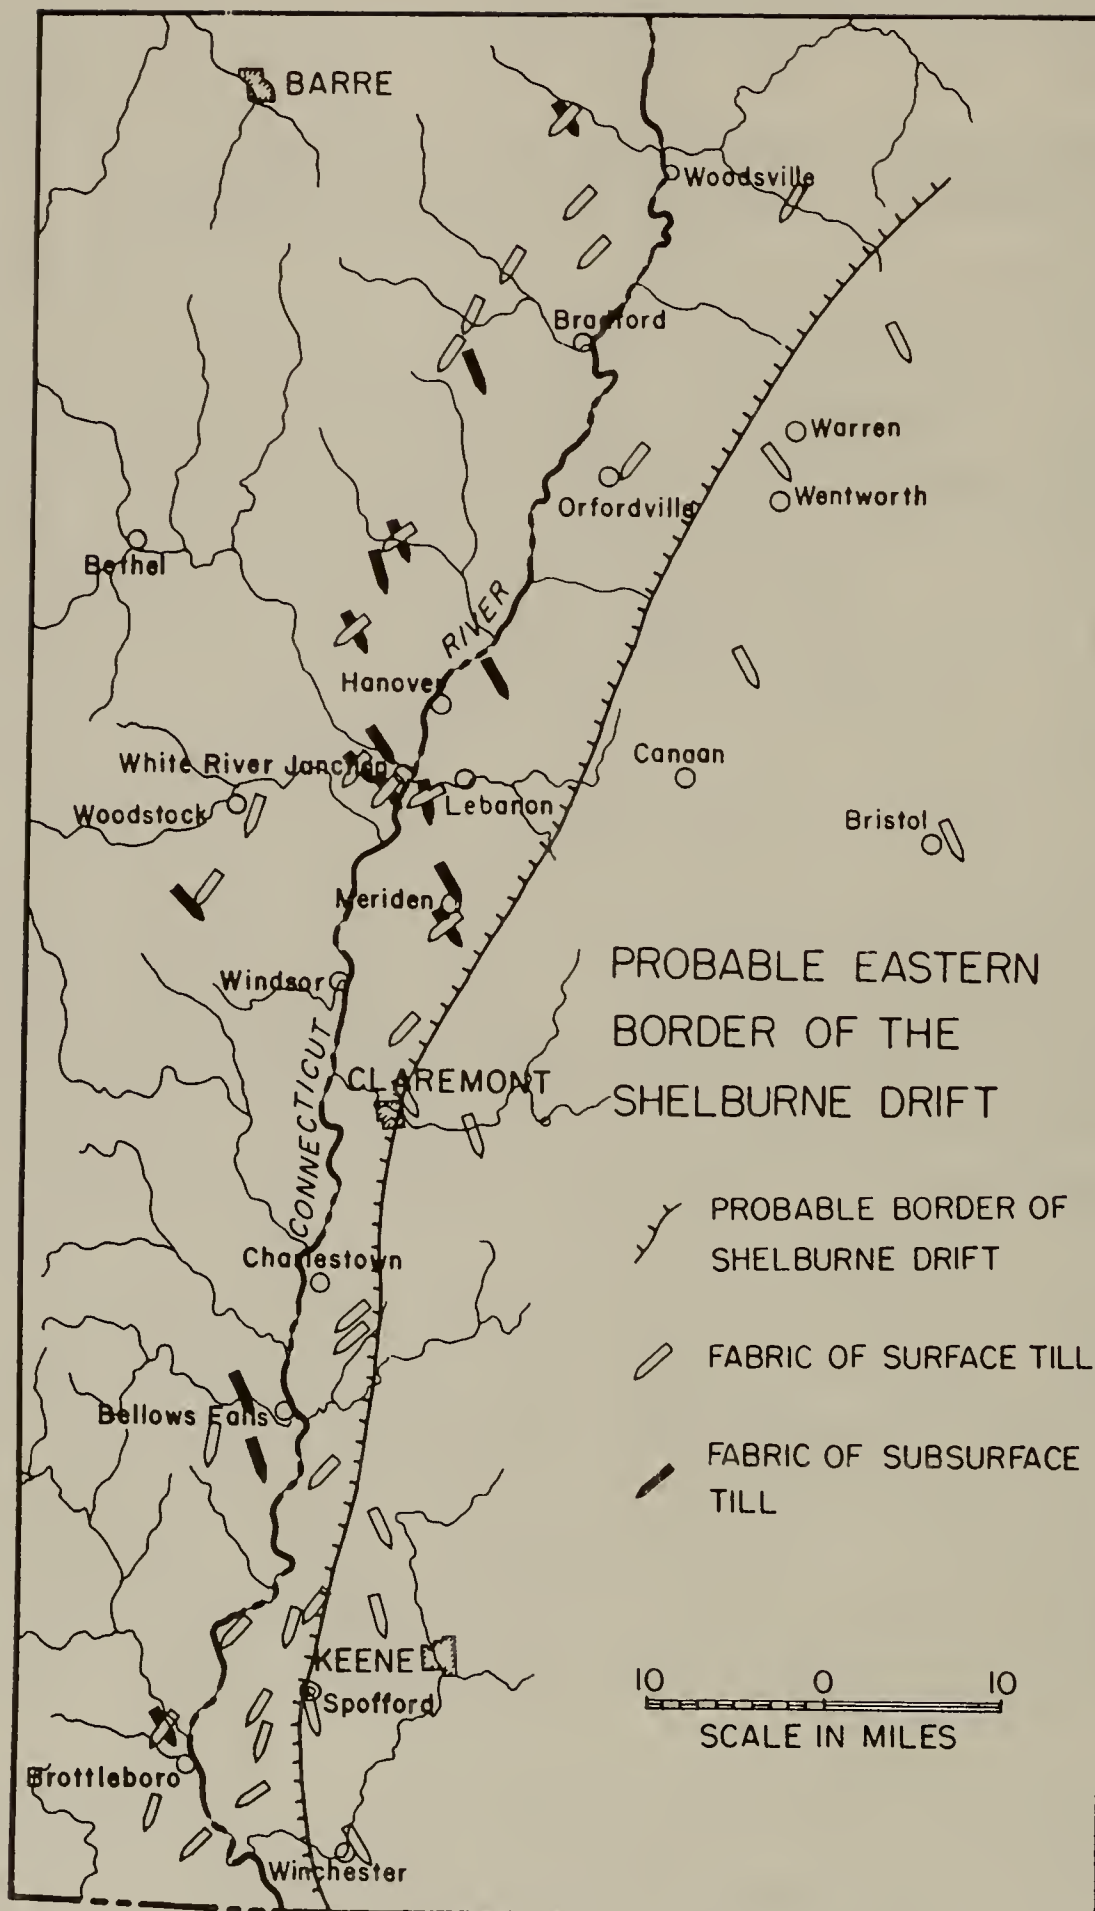 BARRE
Woodsville
Bradford
Warren
Wentworth
Orfordville
Bethel
RIVER
Hanover
White River Junction
Canaan
Lebanon
Woodstock
Bristol
Meriden
PROBABLE EASTERN
BORDER OF THE
SHELBURNE DRIFT
Windsor
CONNECTICUT
CLAREMONT
PROBABLE BORDER OF
SHELBURNE DRIFT
Charlestown
FABRIC OF SURFACE TILL
Bellows Falls
FABRIC OF SUBSURFACE
TILL
KEENE
Spofford
10 0 10
SCALE IN MILES
Brottleboro
Winchester